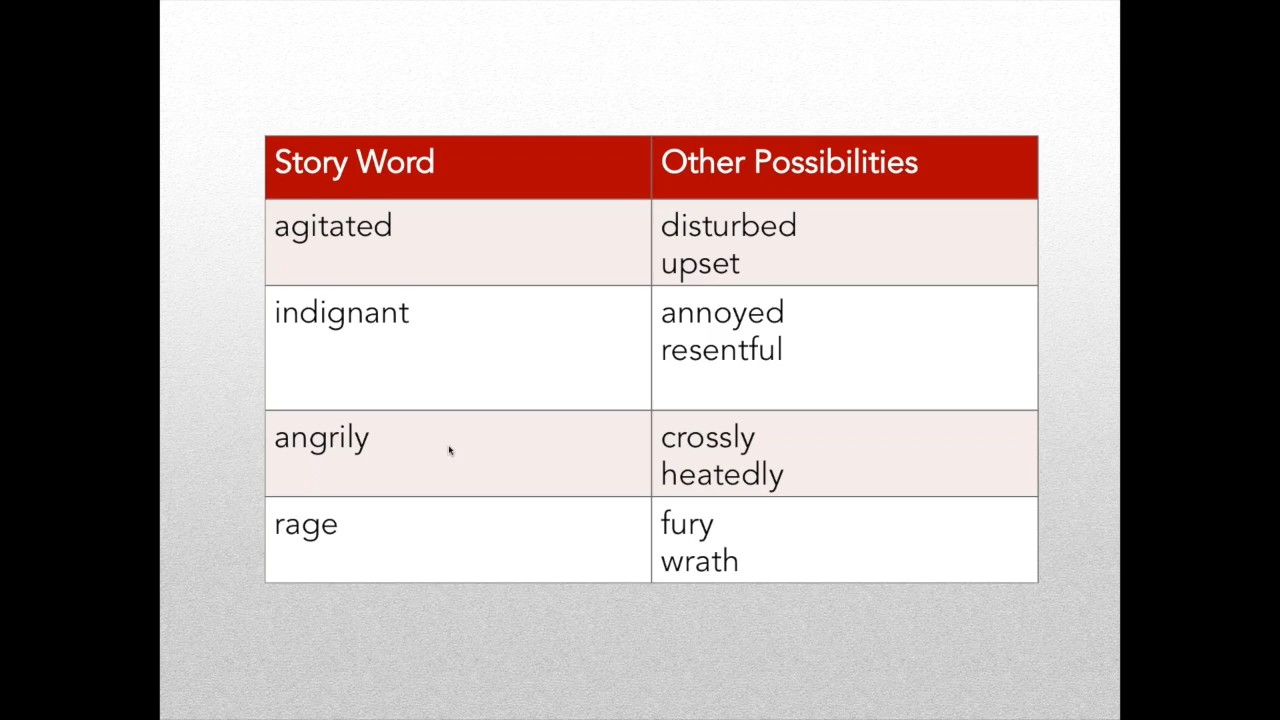 Story Word Other Possibilities
agitated disturbed
upset
indignant annoyed
resentful
angrily crossly
heatedly
rage fury
wrath